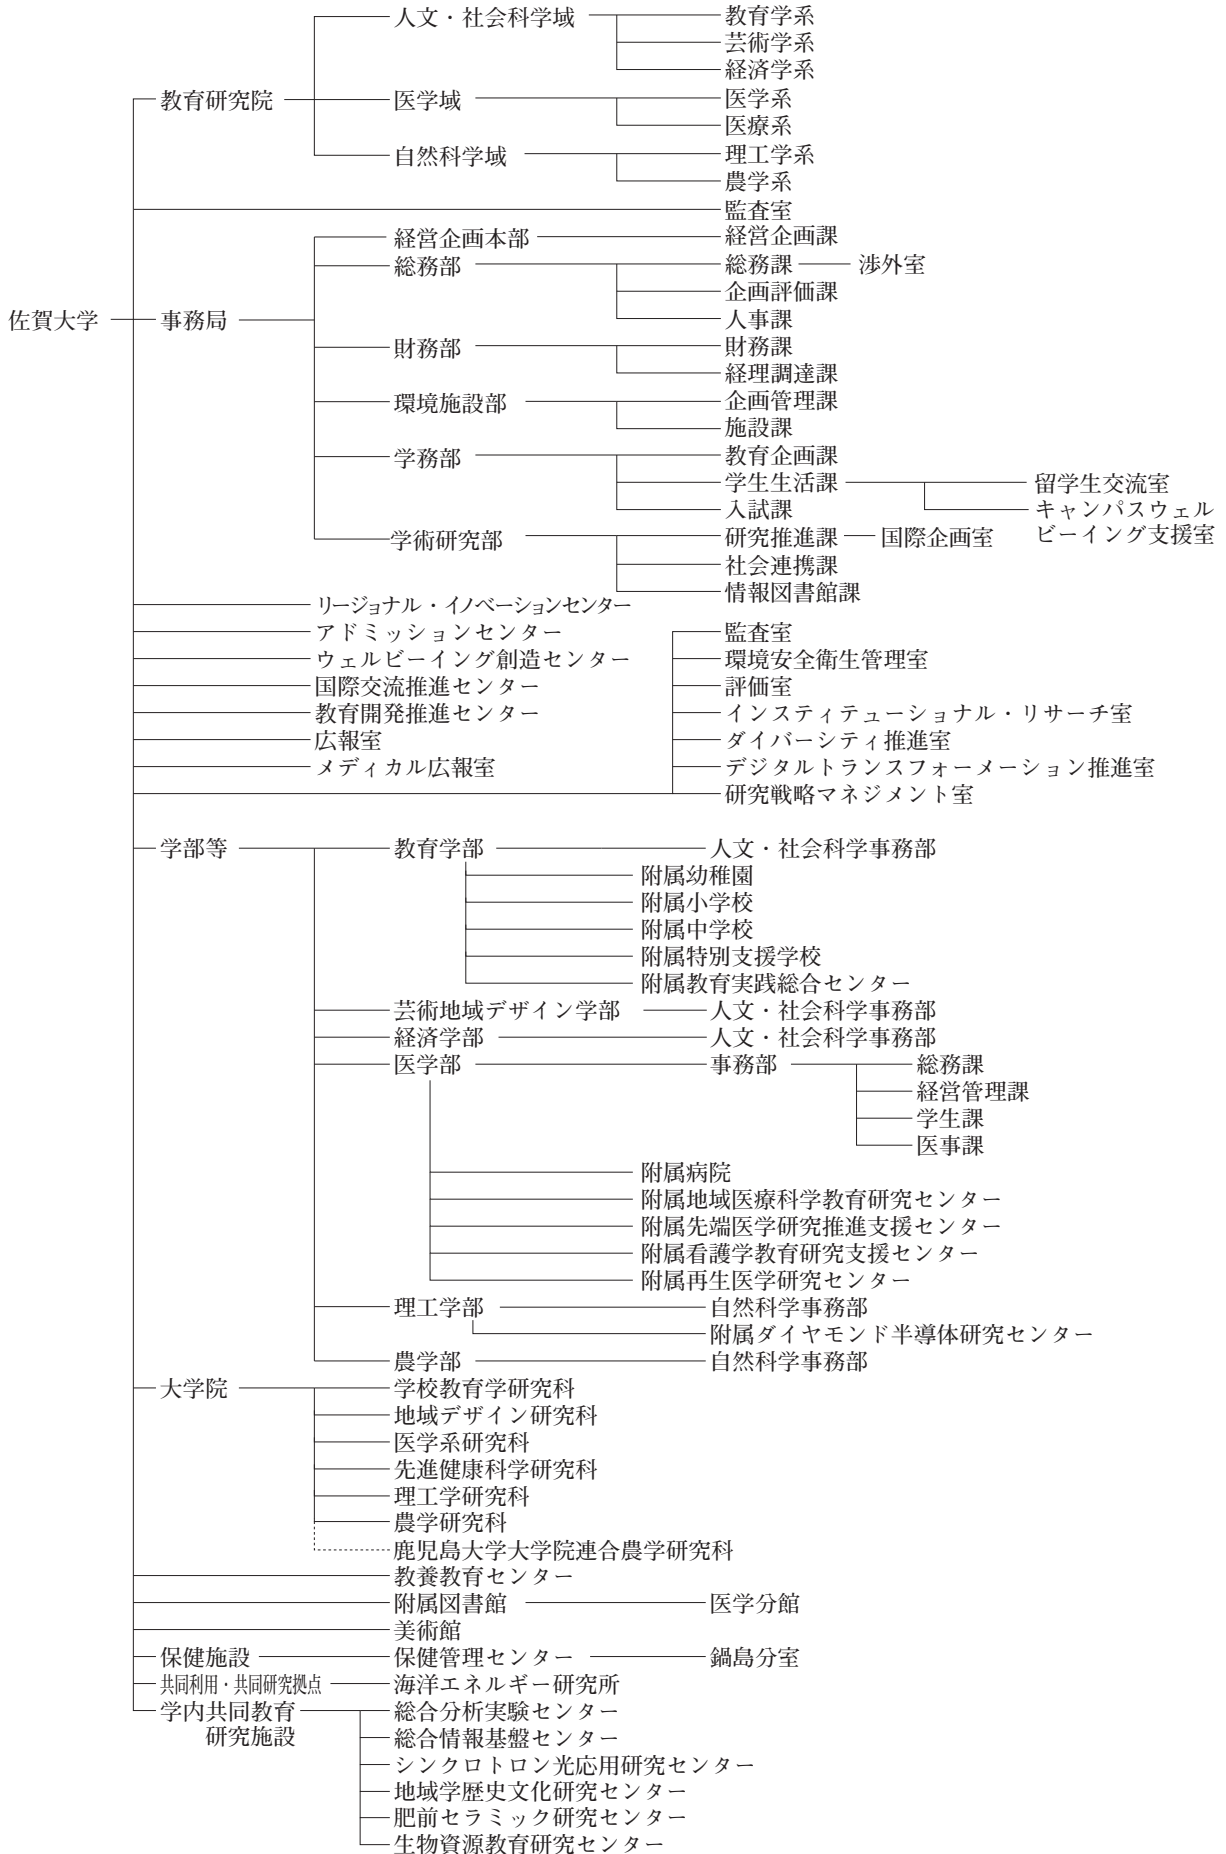 人文・社会科学域 教育学系
芸術学系
経済学系
教育研究院 医学域 医学系
医療系
自然科学域 理工学系
農学系
監査室
経営企画本部 経営企画課
総務部 総務課 渉外室
企画評価課
佐賀大学 事務局 人事課
財務部 財務課
経理調達課
環境施設部 企画管理課
施設課
学務部 教育企画課
学生生活課 留学生交流室
入試課 キャンパスウェル
ビーイング支援室
学術研究部 研究推進課 国際企画室
社会連携課
情報図書館課
リージョナル・イノベーションセンター
アドミッションセンター 監査室
ウェルビーイング創造センター 環境安全衛生管理室
国際交流推進センター 評価室
教育開発推進センター インスティテューショナル・リサーチ室
広報室 ダイバーシティ推進室
メディカル広報室 デジタルトランスフォーメーション推進室
研究戦略マネジメント室
学部等 教育学部 人文・社会科学事務部
附属幼稚園
附属小学校
附属中学校
附属特別支援学校
附属教育実践総合センター
芸術地域デザイン学部 人文・社会科学事務部
経済学部 人文・社会科学事務部
医学部 事務部 総務課
経営管理課
学生課
医事課
附属病院
附属地域医療科学教育研究センター
附属先端医学研究推進支援センター
附属看護学教育研究支援センター
附属再生医学研究センター
理工学部 自然科学事務部
附属ダイヤモンド半導体研究センター
農学部 自然科学事務部
大学院 学校教育学研究科
地域デザイン研究科
医学系研究科
先進健康科学研究科
理工学研究科
農学研究科
鹿児島大学大学院連合農学研究科
教養教育センター
附属図書館 医学分館
美術館
保健施設 保健管理センター 鍋島分室
共同利用・共同研究拠点 海洋エネルギー研究所
学内共同教育 総合分析実験センター
研究施設 総合情報基盤センター
シンクロトロン光応用研究センター
地域学歴史文化研究センター
肥前セラミック研究センター
生物資源教育研究センター